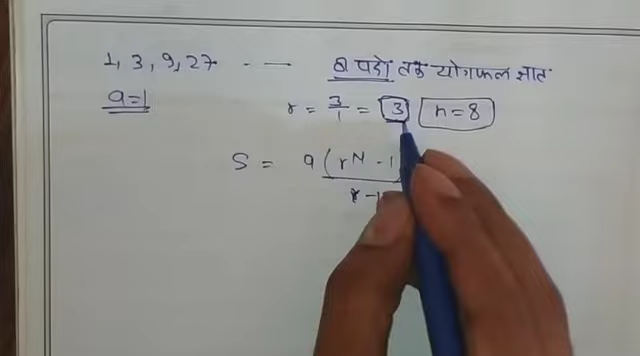 1, 3, 9, 27 - — 8 पदो तक योगफल ज्ञात
a=1 r = 3/1 = 3 n=8
S = a(r^N - 1
r - 1